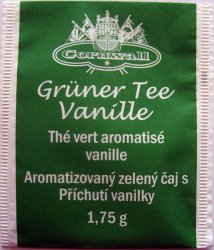 Cornwall
Grüner Tee
Vanille
Thé vert aromatisé
vanille
Aromatizovaný zelený čaj s
Příchutí vanilky
1,75 g